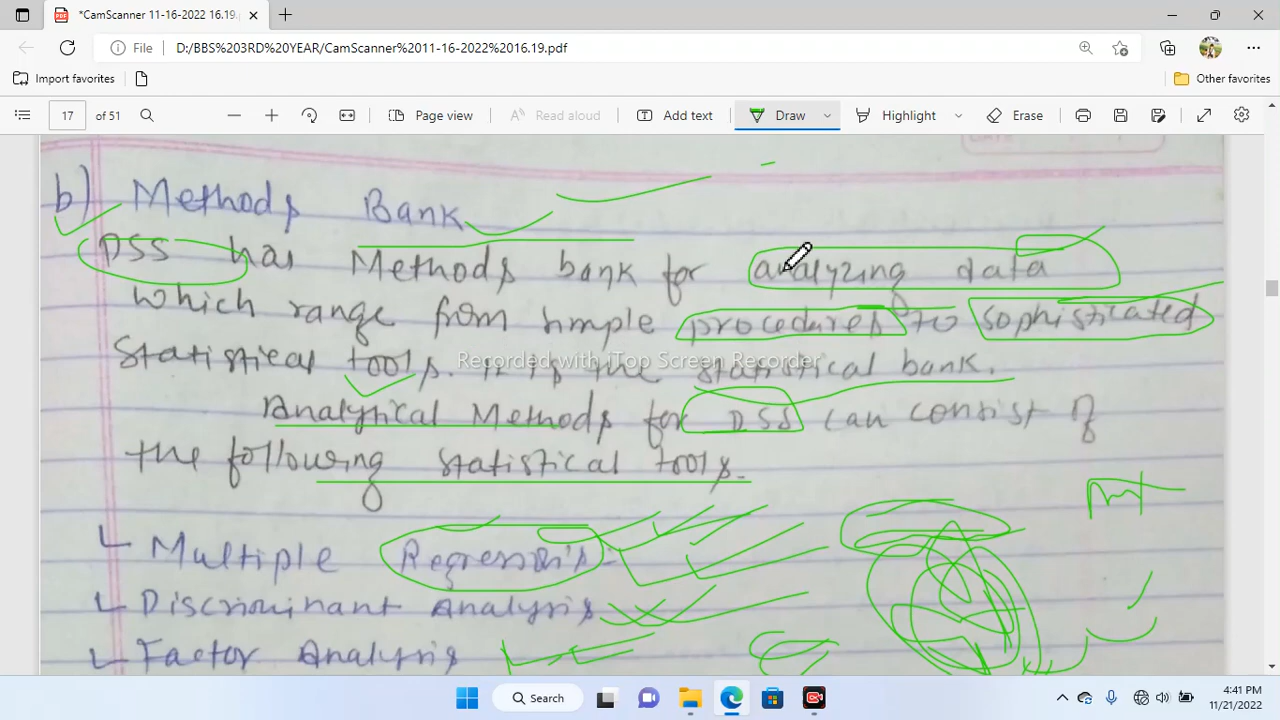 *CamScanner 11-16-2022 16.19.p
File D:/BBS%203RD%20YEAR/CamScanner%2011-16-2022%2016.19.pdf
Import favorites
Other favorites
17 of 51
Page view
Read aloud
Add text
Draw
Highlight
Erase
b) Methods Bank
DSS has Methods bank for analyzing data
which range from simple procedures to sophisticated
Statistical tools. It is the statistical bank.
Recorded with iTop Screen Recorder
Analytical Methods for DSS can consist of
the following statistical tools.
Multiple Regression's
Discriminant Analysis
Factor Analysis
Search
4:41 PM
11/21/2022